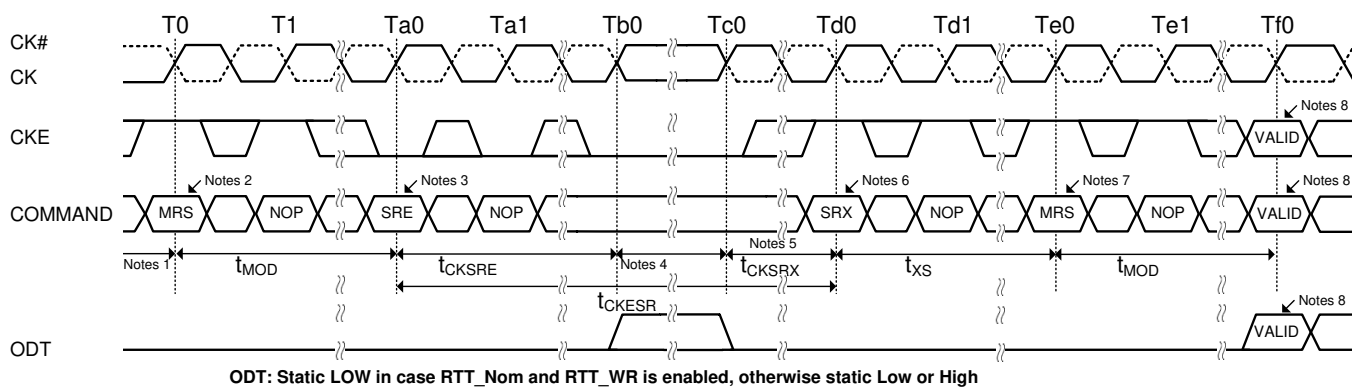 T0 T1 Ta0 Ta1 Tb0 Tc0 Td0 Td1 Te0 Te1 Tf0
CK#
CK
Notes 8
CKE VALID
Notes 2 Notes 3 Notes 6 Notes 7 Notes 8
COMMAND MRS NOP SRE NOP SRX NOP MRS NOP VALID
Notes 1 tMOD tCKSRE Notes 4 Notes 5 tCKSRX tXS tMOD
tCKESR
Notes 8
ODT VALID
ODT: Static LOW in case RTT_Nom and RTT_WR is enabled, otherwise static Low or High